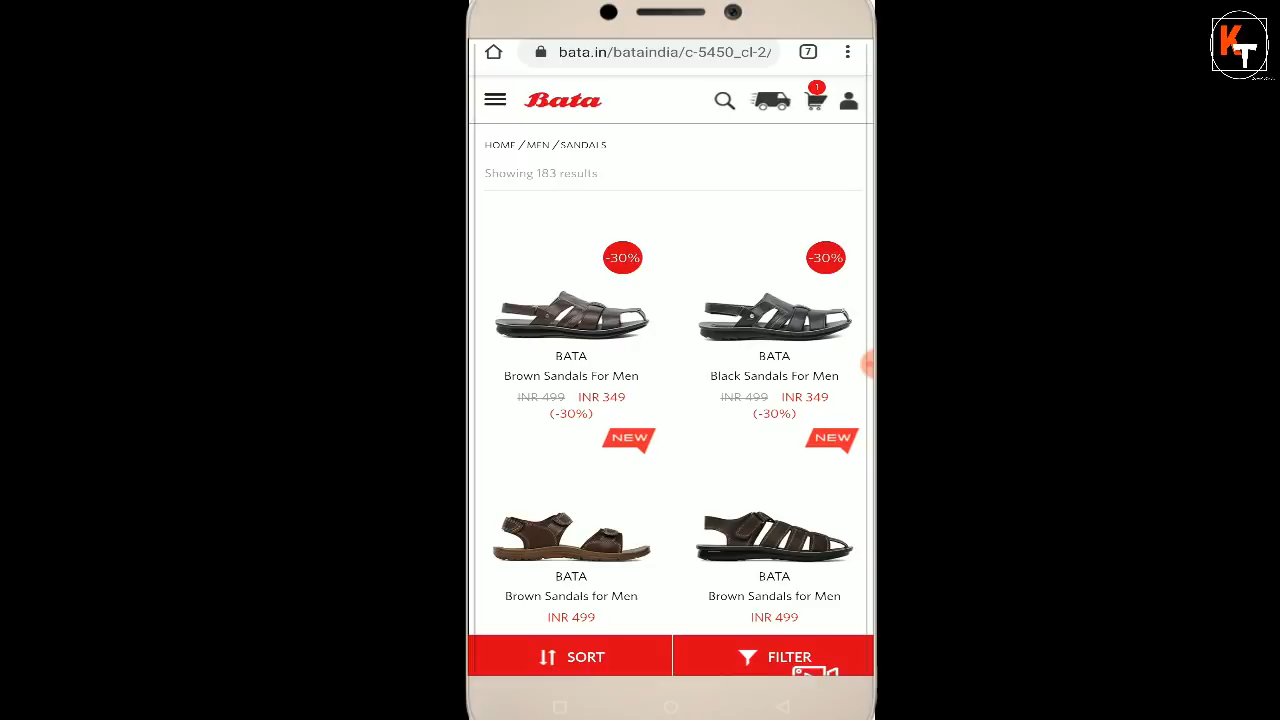 KT
bata.in/bataindia/c-5450_cl-2/
7
Bata
1
HOME / MEN / SANDALS
Showing 183 results
-30%
-30%
BATA
BATA
Brown Sandals For Men
Black Sandals For Men
INR 499 INR 349
INR 499 INR 349
(-30%)
(-30%)
NEW
NEW
BATA
BATA
Brown Sandals for Men
Brown Sandals for Men
INR 499
INR 499
SORT
FILTER